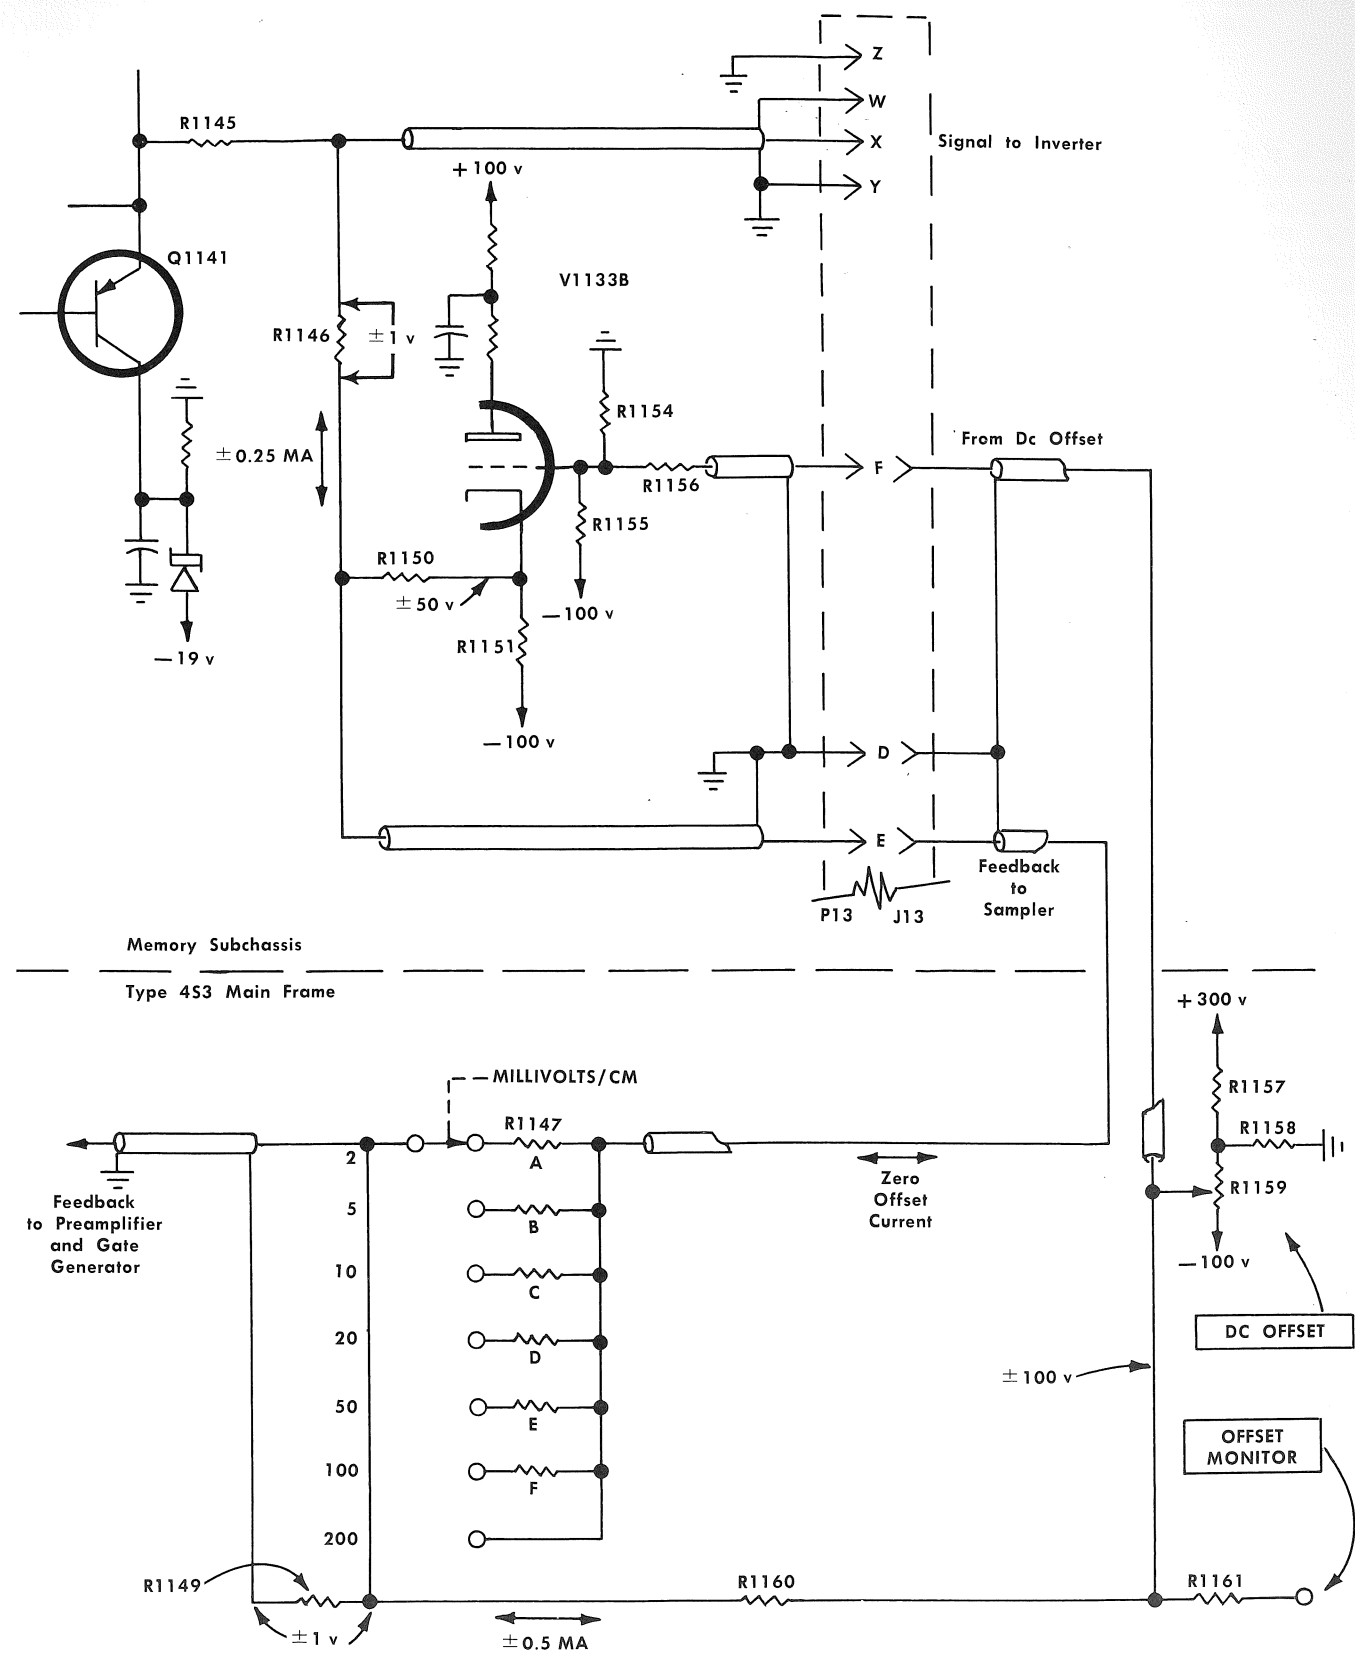 Z
W
R1145
X
Signal to Inverter
+100 v
Y
Q1141
V1133B
R1146
±1 v
R1154
±0.25 MA
From Dc Offset
F
R1156
R1155
R1150
±50 v
—100 v
R1151
—19 v
—100 v
D
E
Feedback
to
Sampler
P13
J13
Memory Subchassis
Type 4S3 Main Frame
+300 v
MILLIVOLTS/CM
R1157
R1147
R1158
2
A
Zero
Offset
Current
R1159
Feedback
to Preamplifier
and Gate
Generator
5
B
—100 v
10
C
20
D
DC OFFSET
±100 v
50
E
OFFSET
MONITOR
100
F
200
R1149
R1160
R1161
±1 v
±0.5 MA